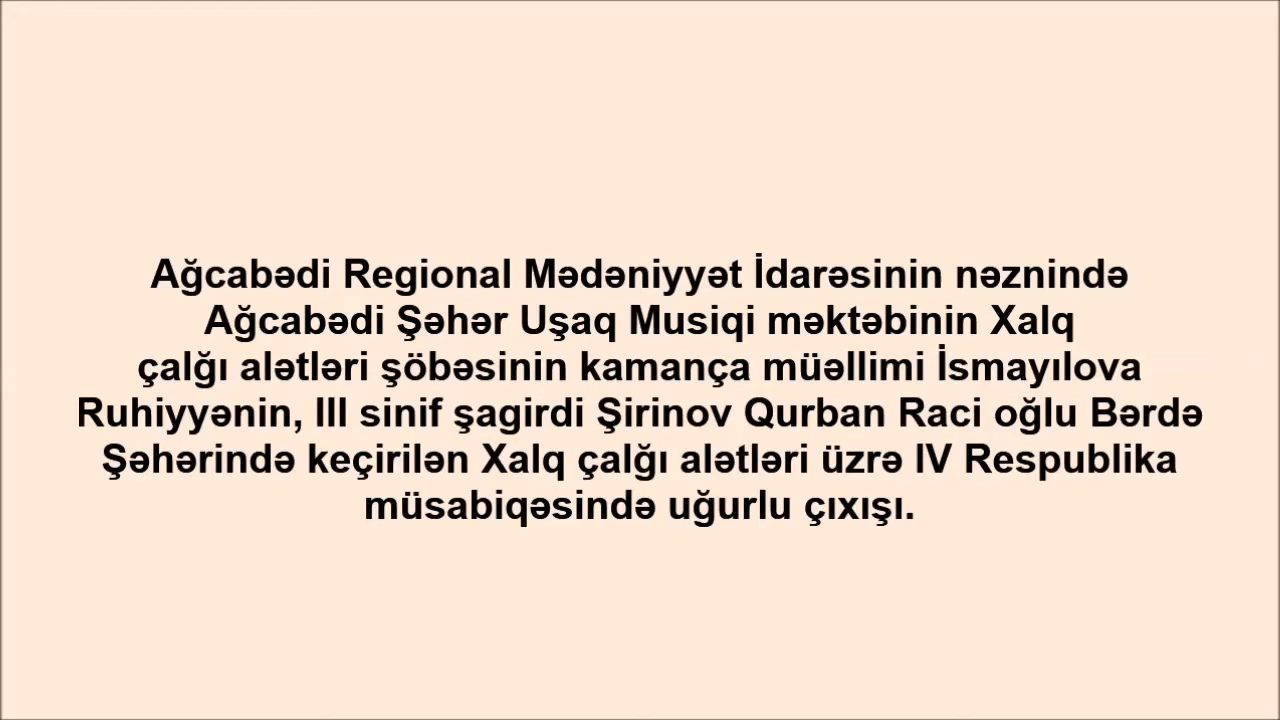 Ağcabədi Regional Mədəniyyət İdarəsinin nəznində
Ağcabədi Şəhər Uşaq Musiqi məktəbinin Xalq
çalğı alətləri şöbəsinin kamança müəllimi İsmayılova
Ruhiyyənin, III sinif şagirdi Şirinov Qurban Raci oğlu Bərdə
Şəhərində keçirilən Xalq çalğı alətləri üzrə IV Respublika
müsabiqəsində uğurlu çıxışı.